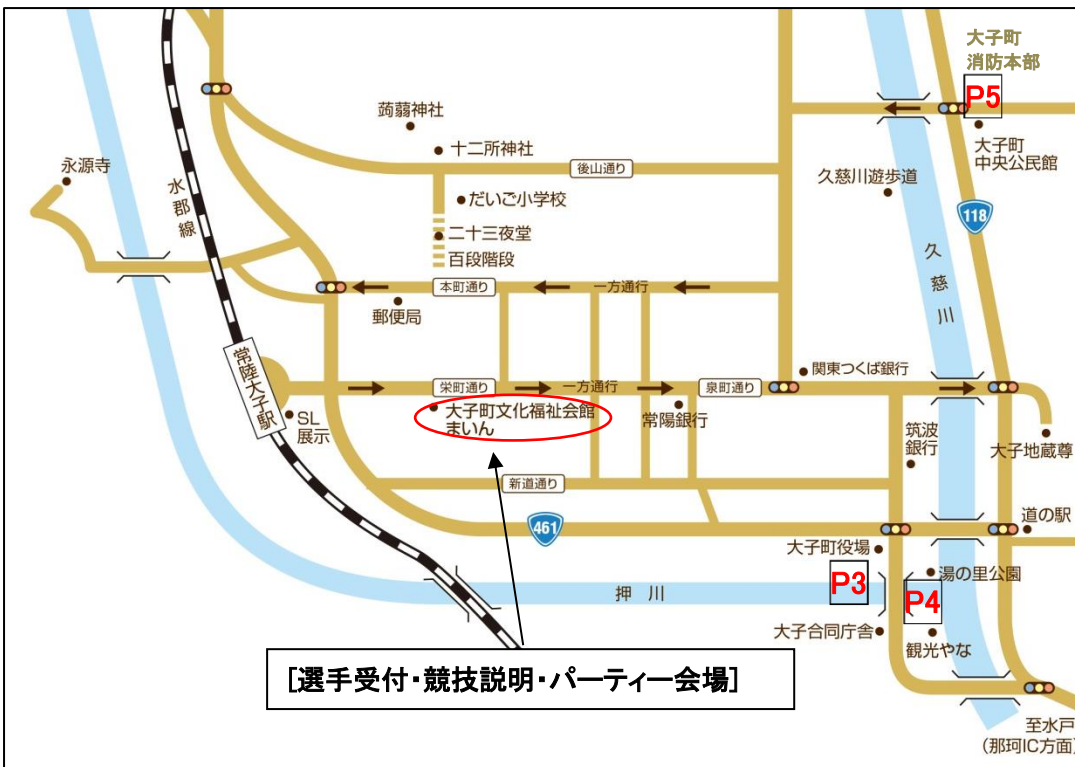 大子町
消防本部
P5
蒟蒻神社
十二所神社
後山通り
大子町
中央公民館
永源寺
水郡線
だいご小学校
久慈川遊歩道
118
二十三夜堂
百段階段
久慈川
本町通り
一方通行
郵便局
常陸大子駅
関東つくば銀行
栄町通り
一方通行
泉町通り
SL
展示
大子町文化福祉会館
まいん
常陽銀行
筑波
銀行
大子地蔵尊
新道通り
461
道の駅
大子町役場
P3
湯の里公園
押川
P4
大子合同庁舎
観光やな
[選手受付・競技説明・パーティー会場]
至水戸
(那珂IC方面)